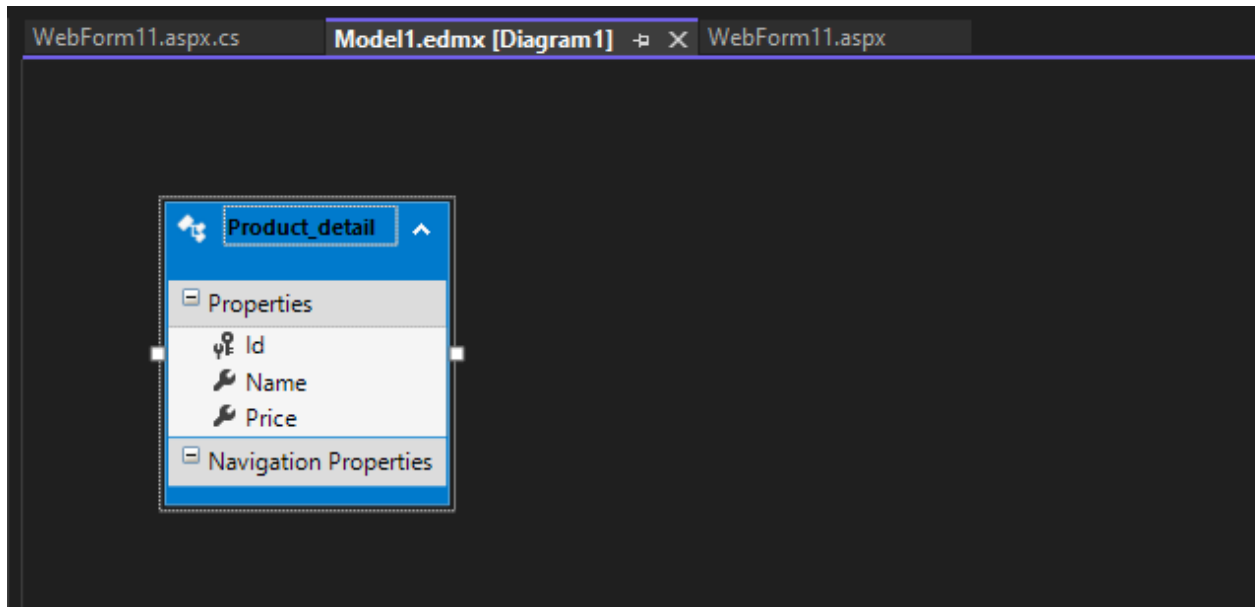 WebForm11.aspx.cs Model1.edmx [Diagram1] WebForm11.aspx
Product_detail
Properties
Id
Name
Price
Navigation Properties